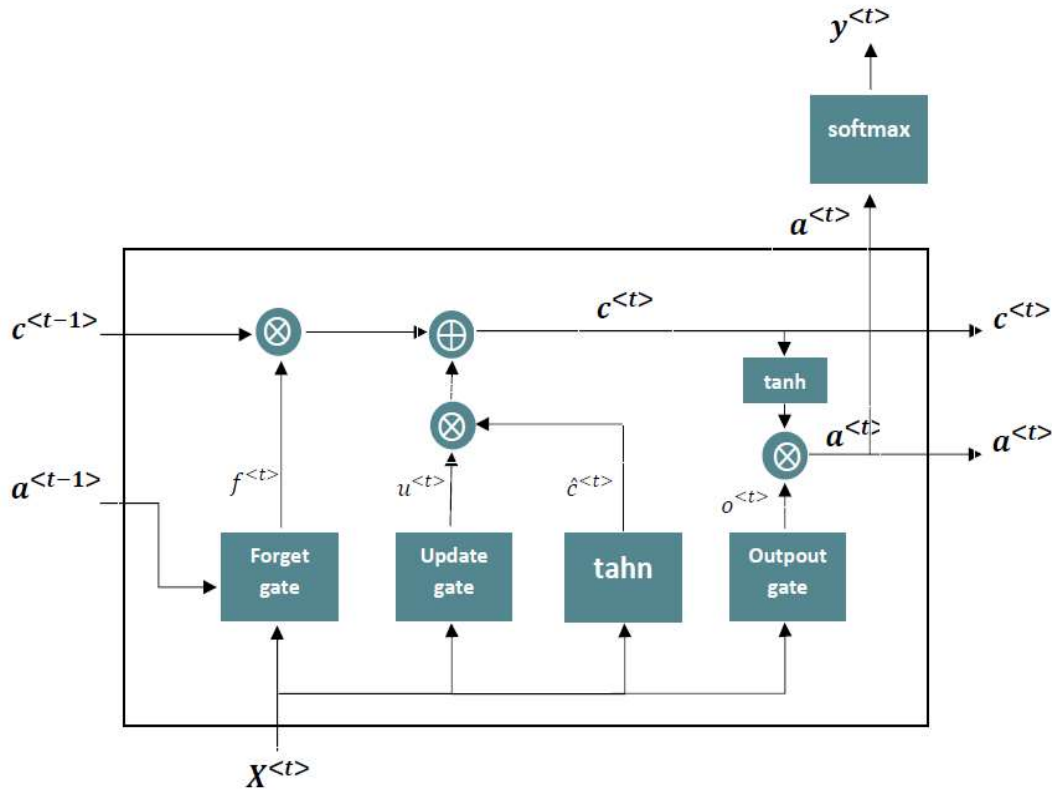 y^{<t>}
softmax
a^{<t>}
c^{<t-1>}
c^{<t>}
c^{<t>}
tanh
a^{<t>}
a^{<t>}
a^{<t-1>}
f^{<t>}
u^{<t>}
ĉ^{<t>}
o^{<t>}
Forget
gate
Update
gate
tahn
Outpout
gate
X^{<t>}